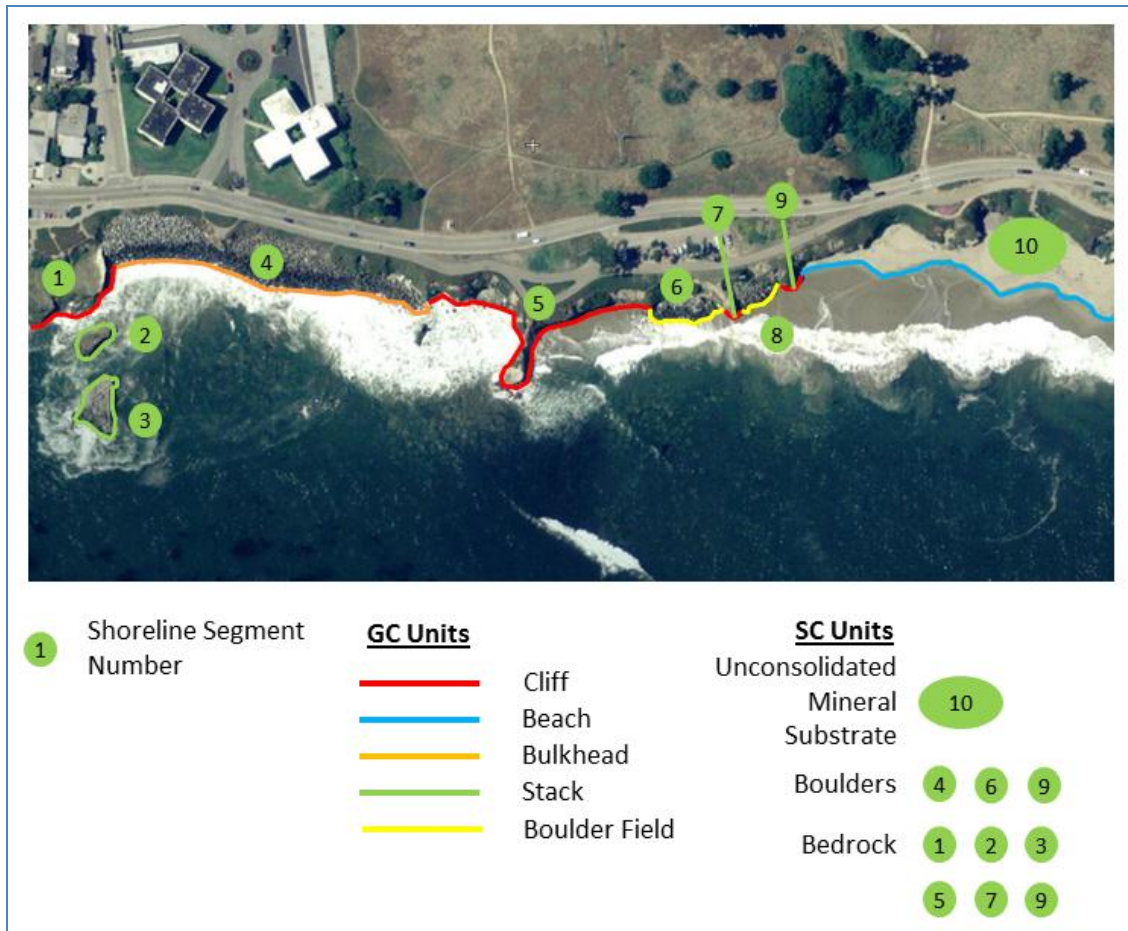 1
4
7
9
10
5
6
2
8
3
1
Shoreline Segment
Number
GC Units
Cliff
Beach
Bulkhead
Stack
Boulder Field
SC Units
Unconsolidated
Mineral
Substrate
10
Boulders
4 6 9
Bedrock
1 2 3
5 7 9